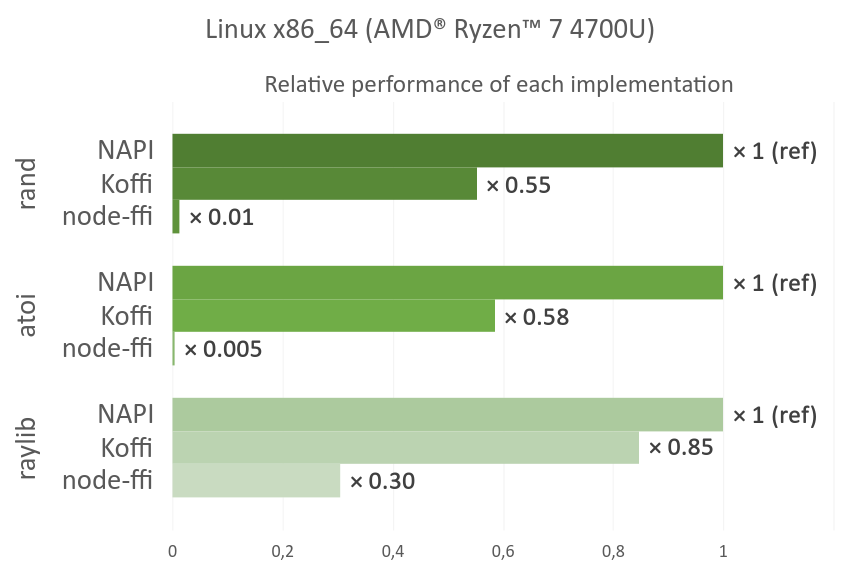 Linux x86_64 (AMD® Ryzen™ 7 4700U)
Relative performance of each implementation
rand
NAPI × 1 (ref)
Koffi × 0.55
node-ffi × 0.01
atoi
NAPI × 1 (ref)
Koffi × 0.58
node-ffi × 0.005
raylib
NAPI × 1 (ref)
Koffi × 0.85
node-ffi × 0.30
0 0,2 0,4 0,6 0,8 1